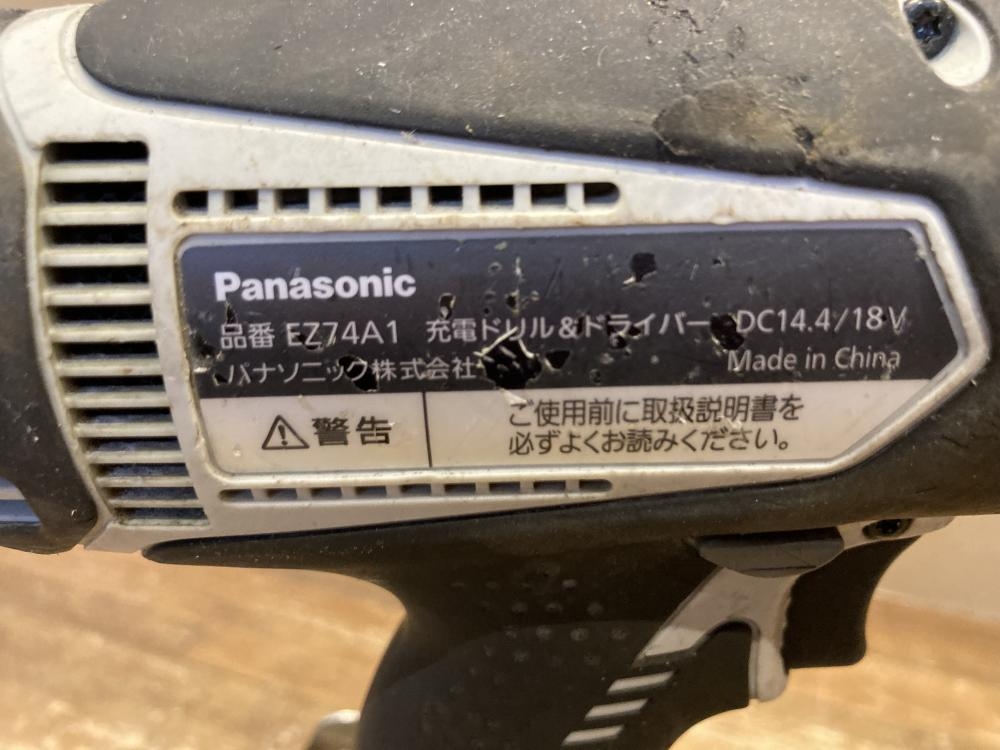 Panasonic
品番 EZ74A1 充電ドリル&ドライバー DC14.4/18V
パナソニック株式会社 Made in China
警告
ご使用前に取扱説明書を
必ずよくお読みください。